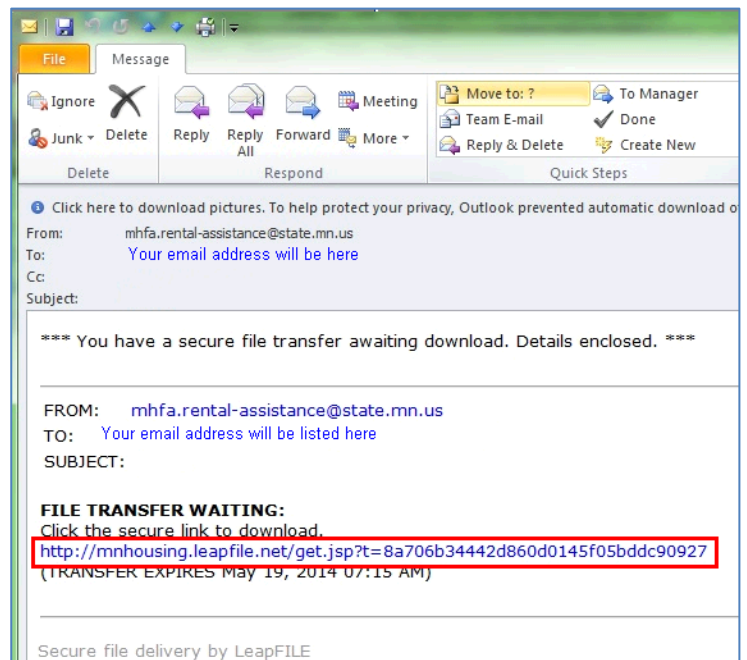 File Message
Ignore Delete Reply Reply All Forward Meeting Move to: ? To Manager
Junk More Team E-mail Done
Reply & Delete Create New
Delete Respond Quick Steps
Click here to download pictures. To help protect your privacy, Outlook prevented automatic download
From: mhfa.rental-assistance@state.mn.us
To: Your email address will be here
Cc:
Subject:
*** You have a secure file transfer awaiting download. Details enclosed. ***
FROM: mhfa.rental-assistance@state.mn.us
TO: Your email address will be listed here
SUBJECT:
FILE TRANSFER WAITING:
Click the secure link to download.
http://mnhousing.leapfile.net/get.jsp?t=8a706b34442d860d0145f05bddc90927
(TRANSFER EXPIRES May 19, 2014 07:15 AM)
Secure file delivery by LeapFILE